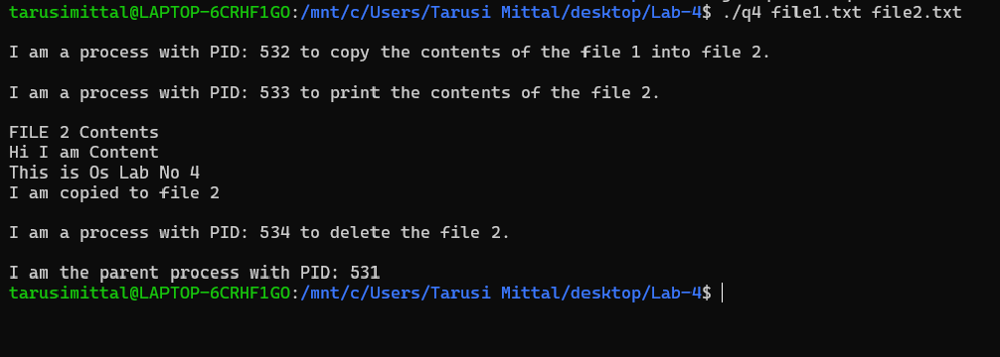 tarusimittal@LAPTOP-6CRHF1GO:/mnt/c/Users/Tarusi Mittal/desktop/Lab-4$ ./q4 file1.txt file2.txt
I am a process with PID: 532 to copy the contents of the file 1 into file 2.
I am a process with PID: 533 to print the contents of the file 2.
FILE 2 Contents
Hi I am Content
This is Os Lab No 4
I am copied to file 2
I am a process with PID: 534 to delete the file 2.
I am the parent process with PID: 531
tarusimittal@LAPTOP-6CRHF1GO:/mnt/c/Users/Tarusi Mittal/desktop/Lab-4$